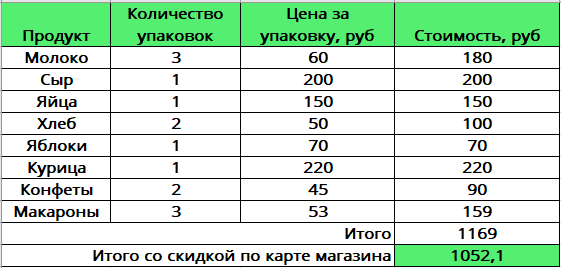 Продукт Количество упаковок Цена за упаковку, руб Стоимость, руб
Молоко 3 60 180
Сыр 1 200 200
Яйца 1 150 150
Хлеб 2 50 100
Яблоки 1 70 70
Курица 1 220 220
Конфеты 2 45 90
Макароны 3 53 159
Итого 1169
Итого со скидкой по карте магазина 1052,1